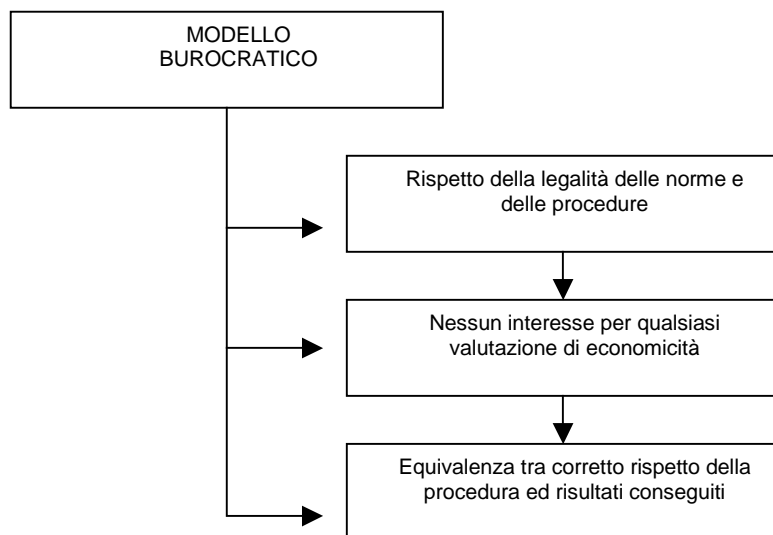 MODELLO
BUROCRATICO
Rispetto della legalità delle norme e
delle procedure
Nessun interesse per qualsiasi
valutazione di economicità
Equivalenza tra corretto rispetto della
procedura ed risultati conseguiti